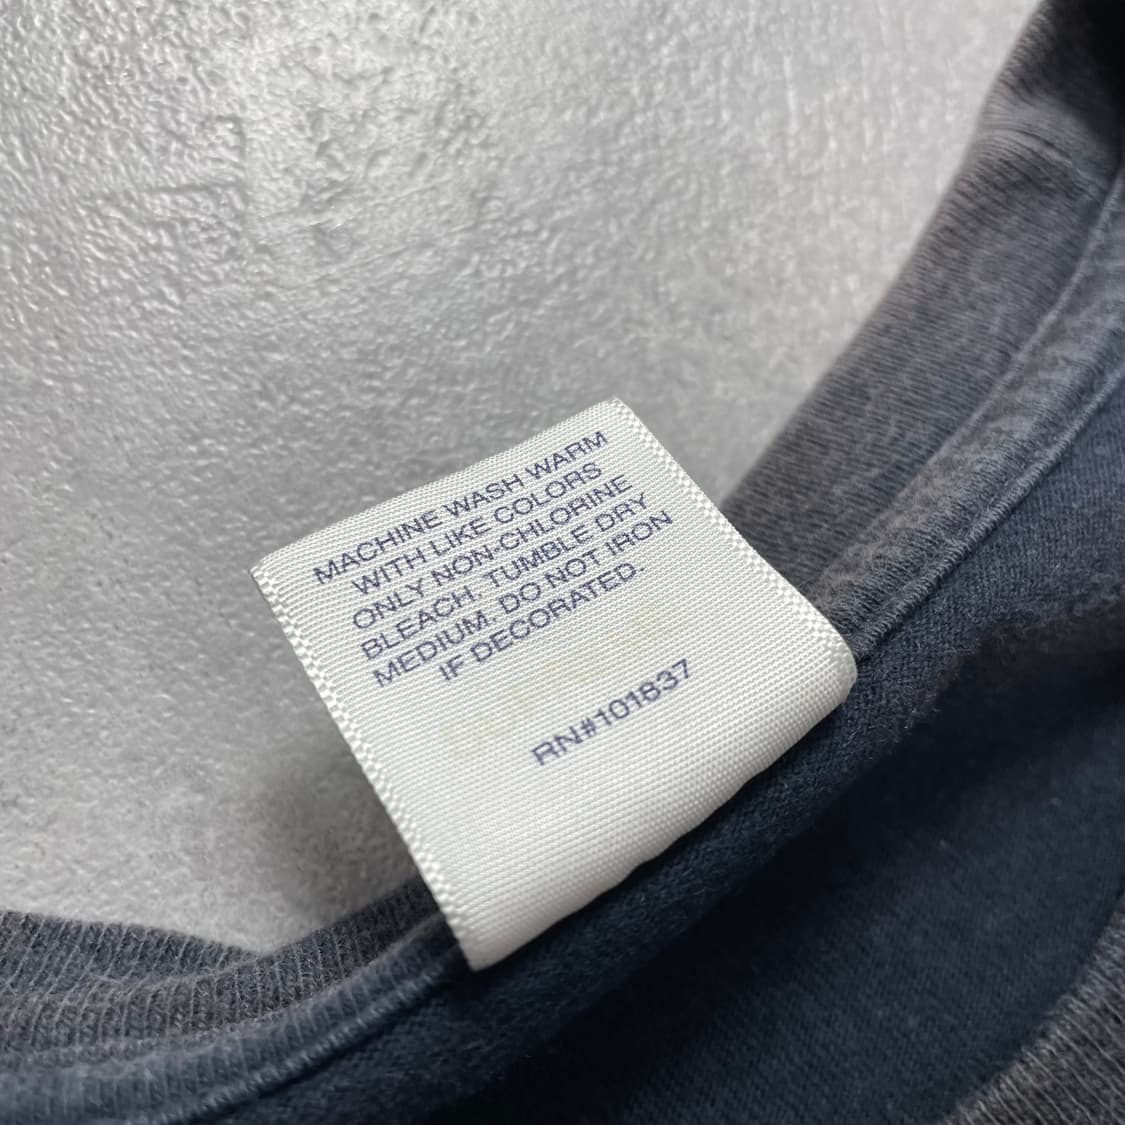 MACHINE WASH WARM
WITH LIKE COLORS
ONLY NON-CHLORINE
BLEACH, TUMBLE DRY
MEDIUM, DO NOT IRON
IF DECORATED.
RN#101837